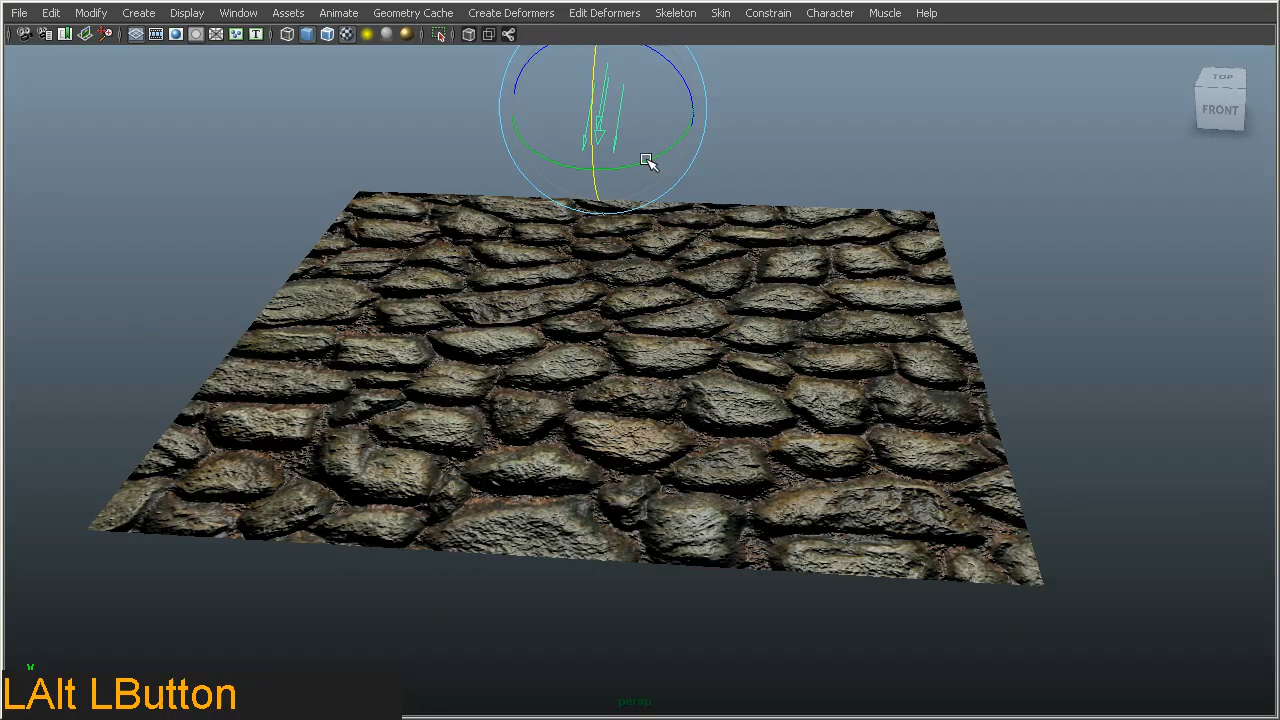 File Edit Modify Create Display Window Assets Animate Geometry Cache Create Deformers Edit Deformers Skeleton Skin Constrain Character Muscle Help
T
TOP
FRONT
LAlt LButton
persp